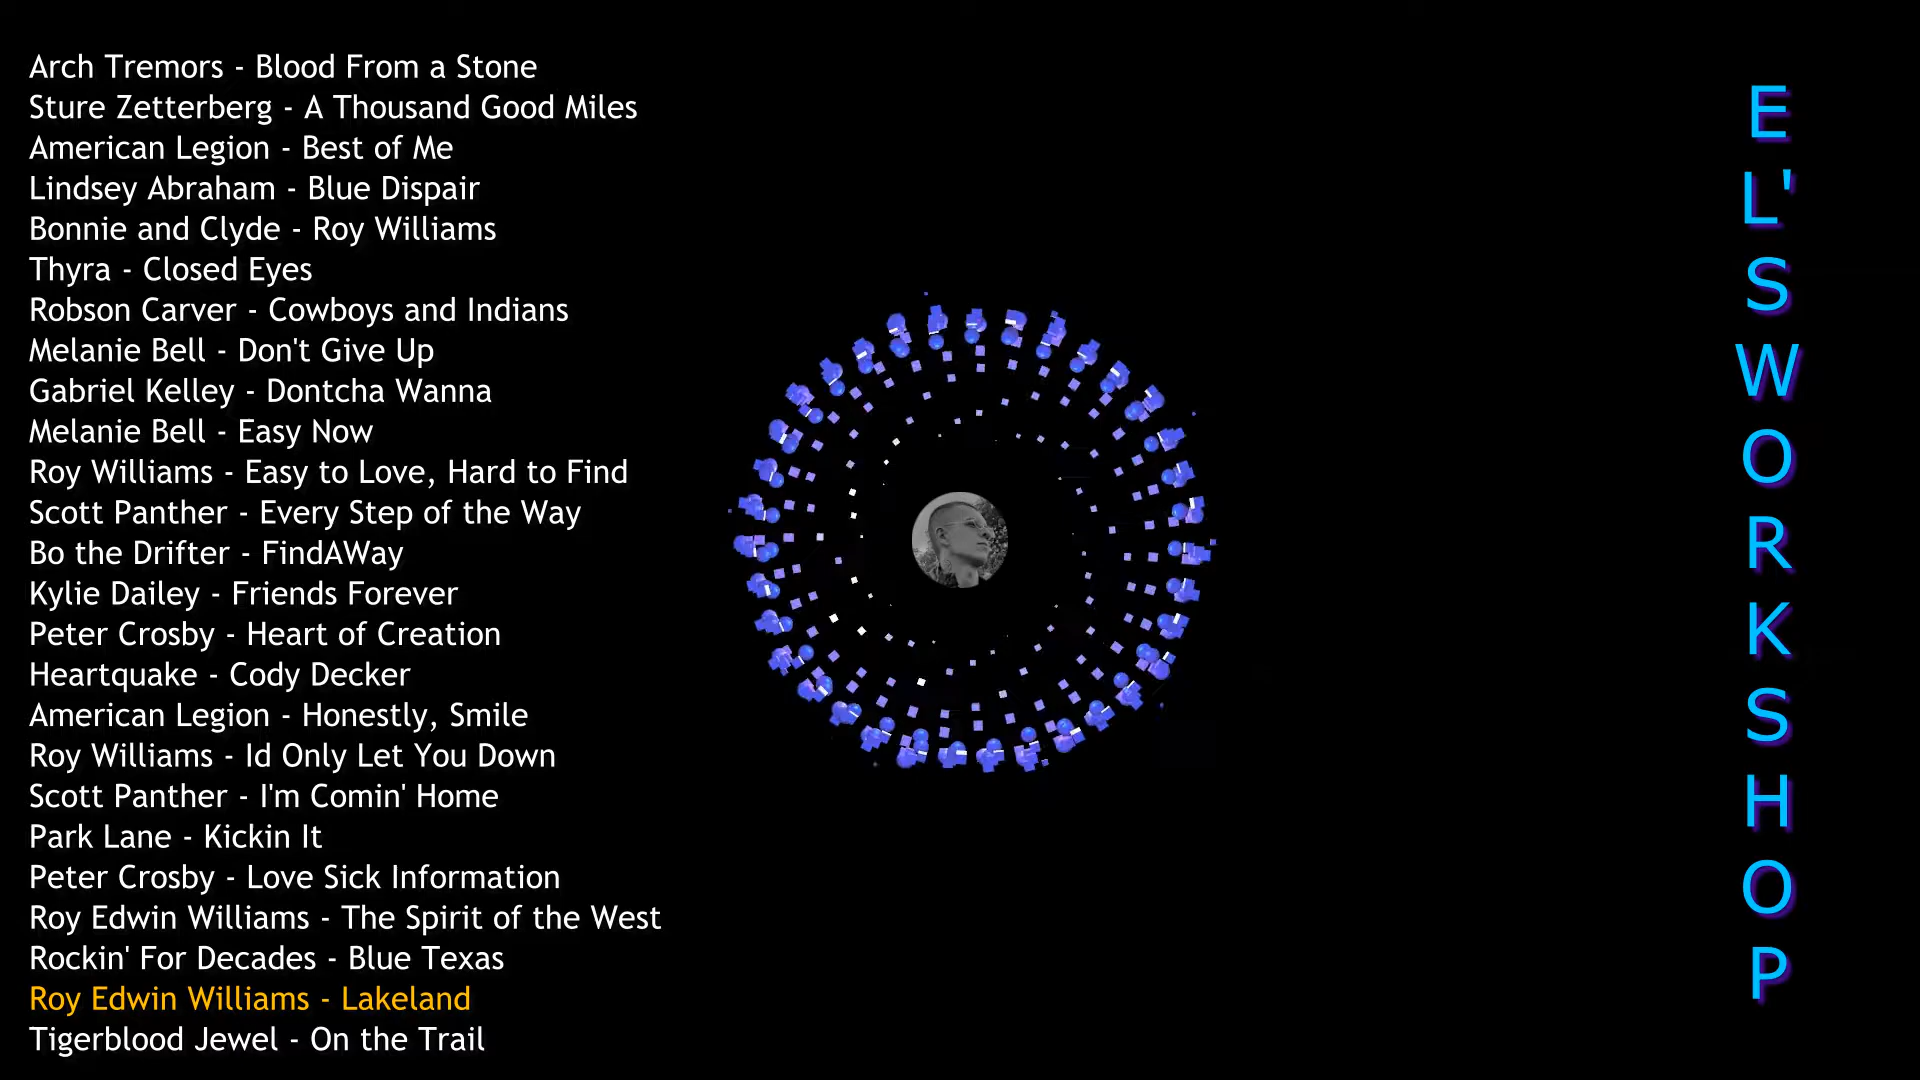 Arch Tremors - Blood From a Stone
Sture Zetterberg - A Thousand Good Miles
American Legion - Best of Me
Lindsey Abraham - Blue Dispair
Bonnie and Clyde - Roy Williams
Thyra - Closed Eyes
Robson Carver - Cowboys and Indians
Melanie Bell - Don't Give Up
Gabriel Kelley - Dontcha Wanna
Melanie Bell - Easy Now
Roy Williams - Easy to Love, Hard to Find
Scott Panther - Every Step of the Way
Bo the Drifter - FindAWay
Kylie Dailey - Friends Forever
Peter Crosby - Heart of Creation
Heartquake - Cody Decker
American Legion - Honestly, Smile
Roy Williams - Id Only Let You Down
Scott Panther - I'm Comin' Home
Park Lane - Kickin It
Peter Crosby - Love Sick Information
Roy Edwin Williams - The Spirit of the West
Rockin' For Decades - Blue Texas
Roy Edwin Williams - Lakeland
Tigerblood Jewel - On the Trail
EL'S WORKSHOP